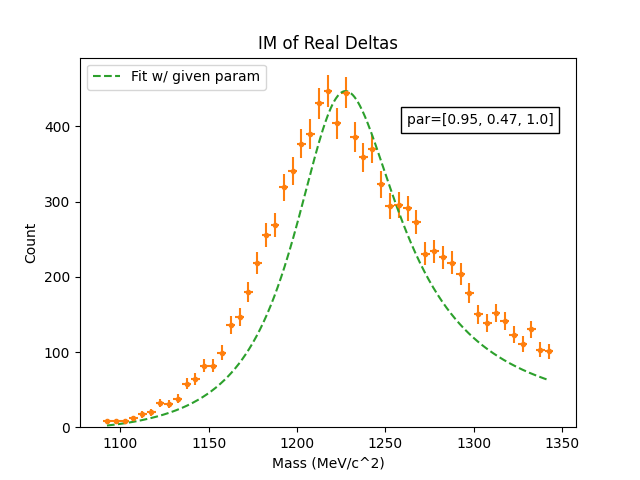 IM of Real Deltas
Fit w/ given param
par=[0.95, 0.47, 1.0]
Count
400
300
200
100
0
1100 1150 1200 1250 1300 1350
Mass (MeV/c^2)